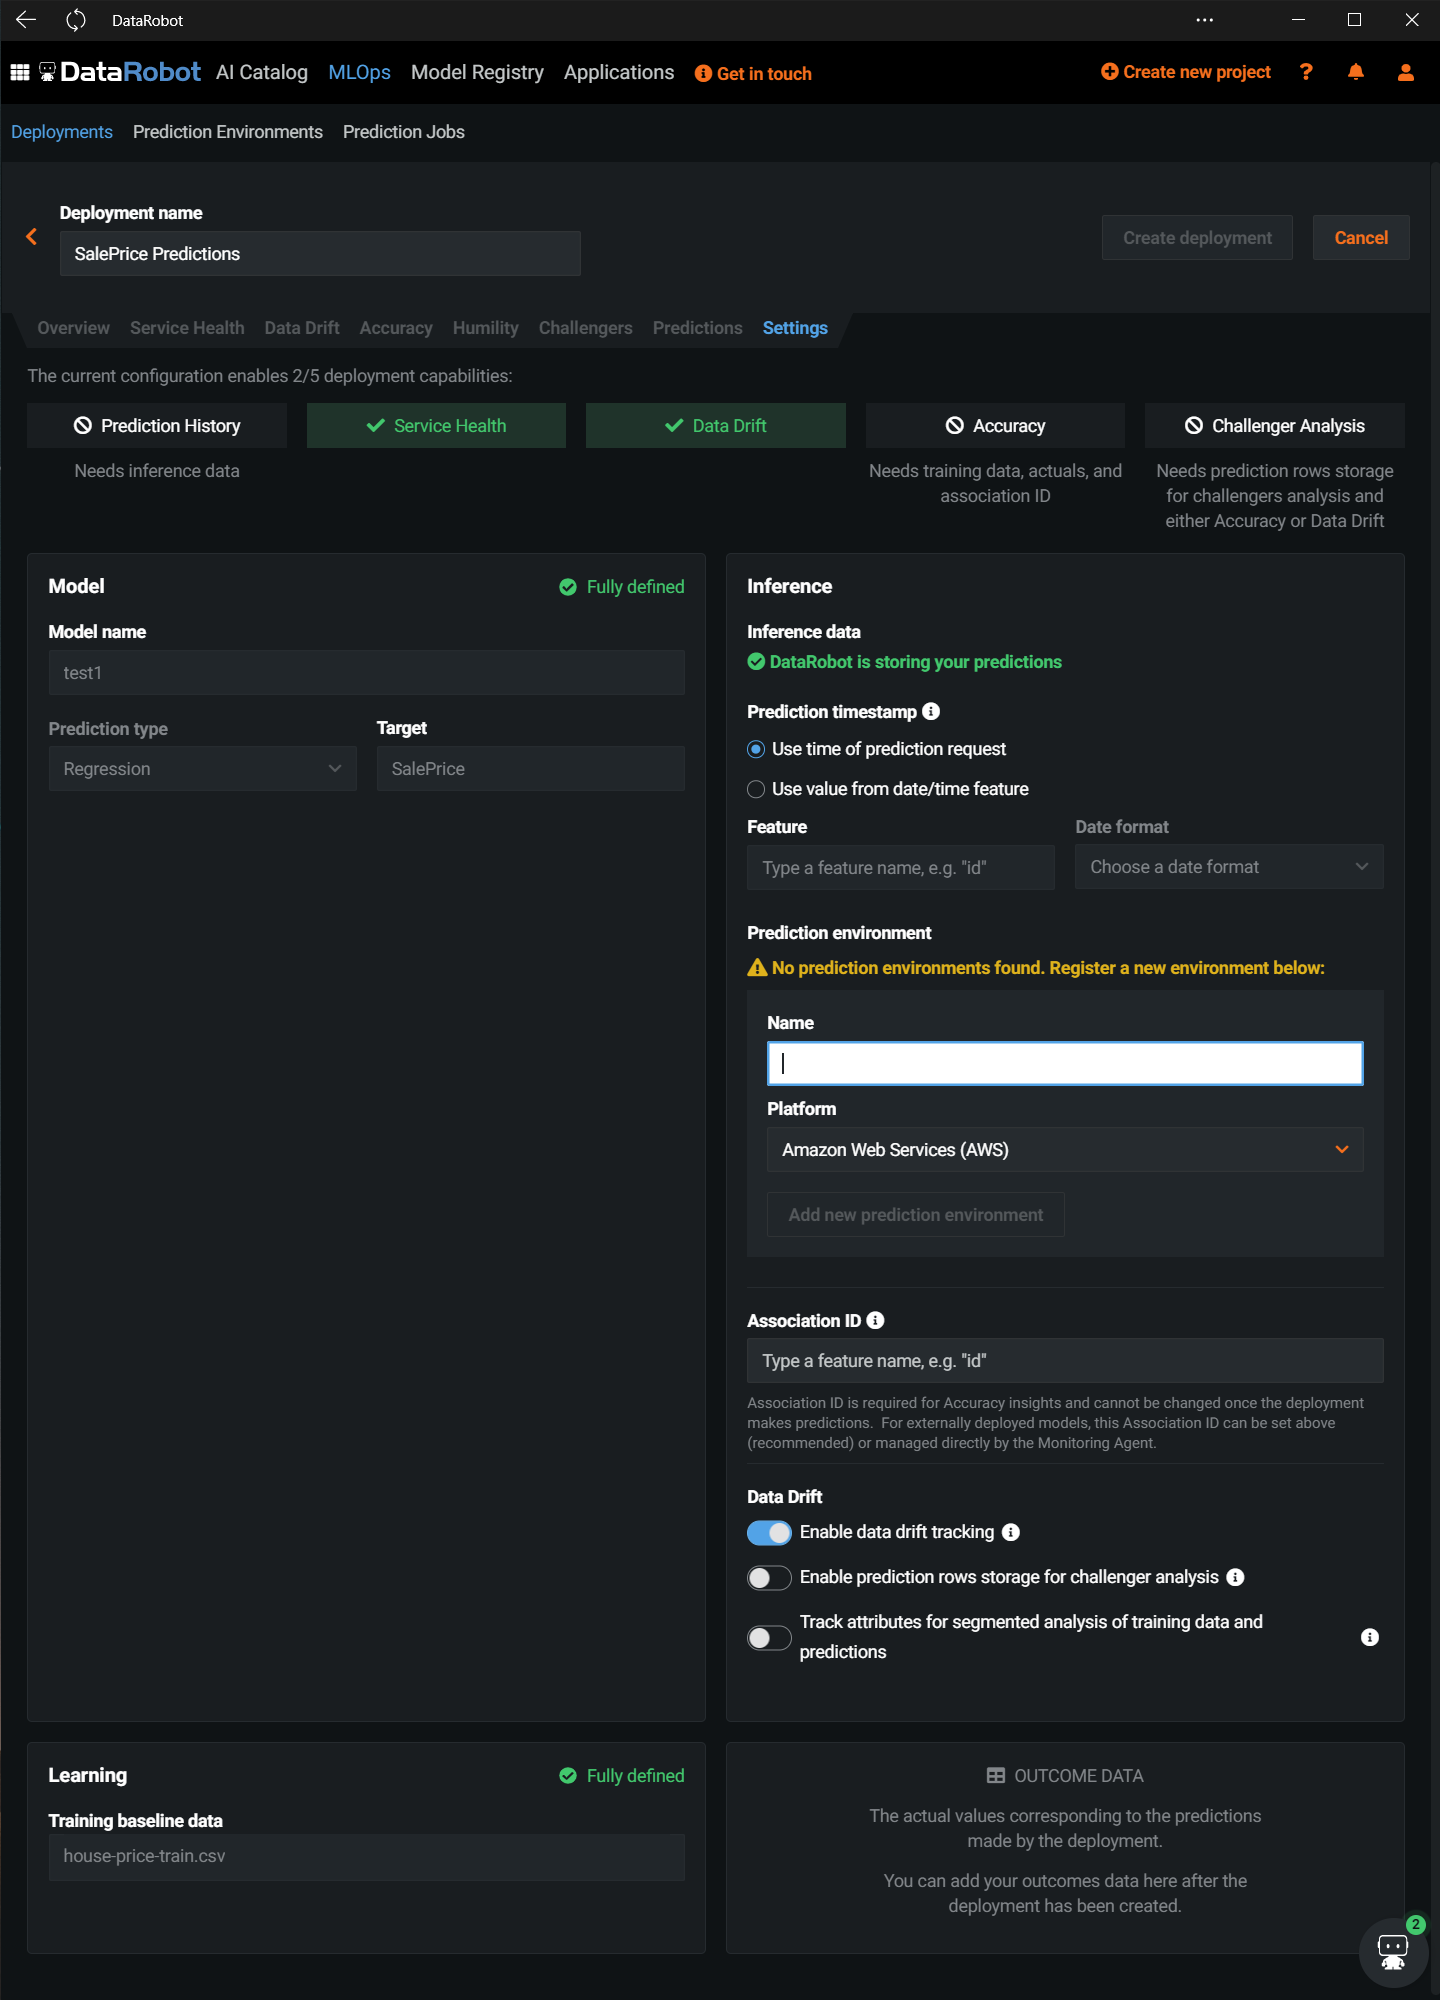 DataRobot
DataRobot AI Catalog MLOps Model Registry Applications Get in touch Create new project
Deployments Prediction Environments Prediction Jobs
Deployment name
SalePrice Predictions
Create deployment
Cancel
Overview Service Health Data Drift Accuracy Humility Challengers Predictions Settings
The current configuration enables 2/5 deployment capabilities:
Prediction History
Needs inference data
Service Health
Data Drift
Accuracy
Needs training data, actuals, and
association ID
Challenger Analysis
Needs prediction rows storage
for challengers analysis and
either Accuracy or Data Drift
Model
Fully defined
Model name
test1
Prediction type
Regression
Target
SalePrice
Inference
Inference data
DataRobot is storing your predictions
Prediction timestamp
Use time of prediction request
Use value from date/time feature
Feature
Type a feature name, e.g. "id"
Date format
Choose a date format
Prediction environment
No prediction environments found. Register a new environment below:
Name
Platform
Amazon Web Services (AWS)
Add new prediction environment
Association ID
Type a feature name, e.g. "id"
Association ID is required for Accuracy insights and cannot be changed once the deployment
makes predictions. For externally deployed models, this Association ID can be set above
(recommended) or managed directly by the Monitoring Agent.
Data Drift
Enable data drift tracking
Enable prediction rows storage for challenger analysis
Track attributes for segmented analysis of training data and
predictions
Learning
Fully defined
Training baseline data
house-price-train.csv
OUTCOME DATA
The actual values corresponding to the predictions
made by the deployment.
You can add your outcomes data here after the
deployment has been created.
2